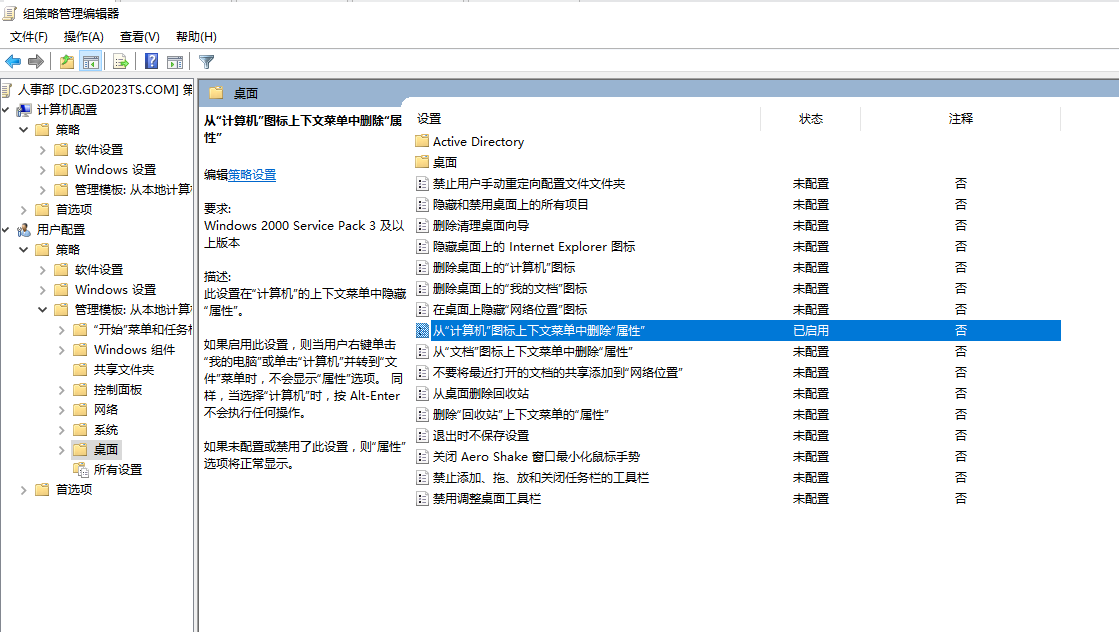 组策略管理编辑器
文件(F) 操作(A) 查看(V) 帮助(H)
人事部 [DC.GD2023TS.COM] 策
计算机配置
策略
软件设置
Windows 设置
管理模板: 从本地计算
首选项
用户配置
策略
软件设置
Windows 设置
管理模板: 从本地计算
“开始”菜单和任务栏
Windows 组件
共享文件夹
控制面板
网络
系统
桌面
所有设置
首选项
桌面
从“计算机”图标上下文菜单中删除“属
性”
编辑策略设置
要求:
Windows 2000 Service Pack 3 及以
上版本
描述:
此设置在“计算机”的上下文菜单中隐藏
“属性”。
如果启用此设置，则当用户右键单击
“我的电脑”或单击“计算机”并转到“文
件”菜单时，不会显示“属性”选项。 同
样，当选择“计算机”时，按 Alt-Enter
不会执行任何操作。
如果未配置或禁用了此设置，则“属性”
选项将正常显示。
设置 状态 注释
Active Directory
桌面
禁止用户手动重定向配置文件文件夹 未配置 否
隐藏和禁用桌面上的所有项目 未配置 否
删除清理桌面向导 未配置 否
隐藏桌面上的 Internet Explorer 图标 未配置 否
删除桌面上的“计算机”图标 未配置 否
删除桌面上的“我的文档”图标 未配置 否
在桌面上隐藏“网络位置”图标 未配置 否
从“计算机”图标上下文菜单中删除“属性” 已启用 否
从“文档”图标上下文菜单中删除“属性” 未配置 否
不要将最近打开的文档的共享添加到“网络位置” 未配置 否
从桌面删除回收站 未配置 否
删除“回收站”上下文菜单的“属性” 未配置 否
退出时不保存设置 未配置 否
关闭 Aero Shake 窗口最小化鼠标手势 未配置 否
禁止添加、拖、放和关闭任务栏的工具栏 未配置 否
禁用调整桌面工具栏 未配置 否